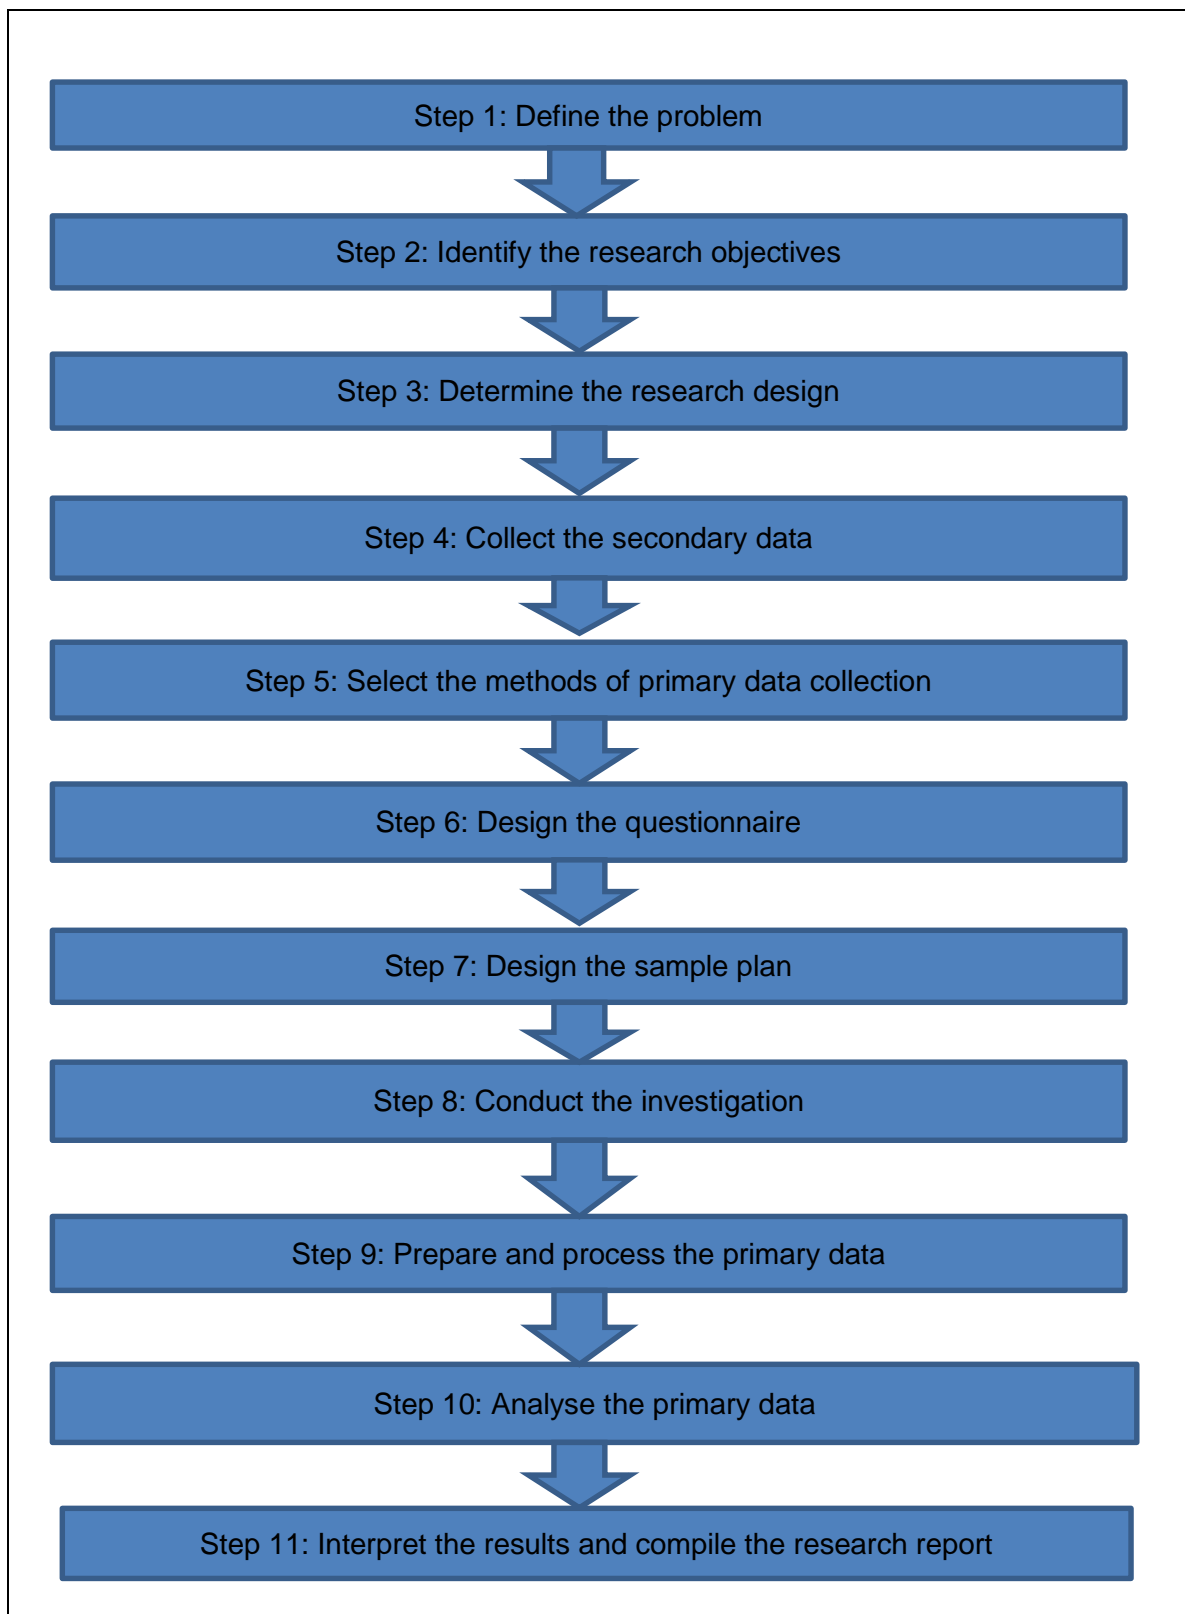 Step 1: Define the problem
Step 2: Identify the research objectives
Step 3: Determine the research design
Step 4: Collect the secondary data
Step 5: Select the methods of primary data collection
Step 6: Design the questionnaire
Step 7: Design the sample plan
Step 8: Conduct the investigation
Step 9: Prepare and process the primary data
Step 10: Analyse the primary data
Step 11: Interpret the results and compile the research report